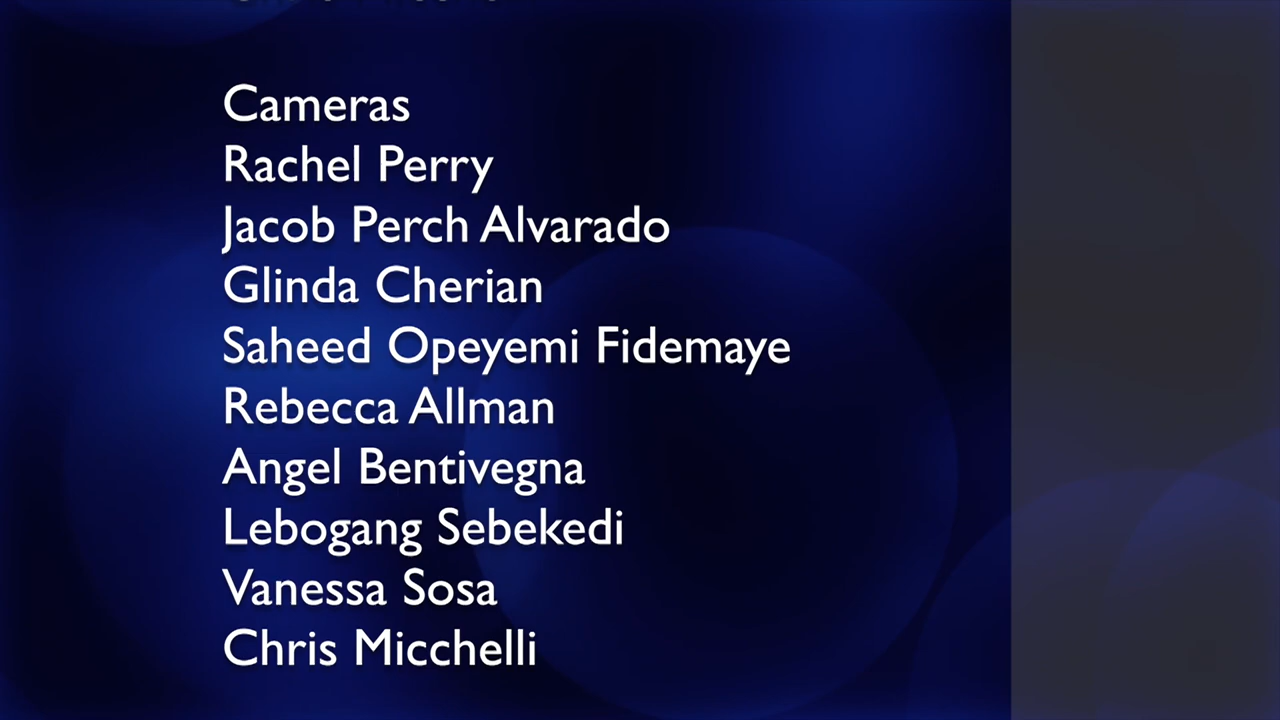 Cameras
Rachel Perry
Jacob Perch Alvarado
Glinda Cherian
Saheed Opeyemi Fidemaye
Rebecca Allman
Angel Bentivegna
Lebogang Sebekedi
Vanessa Sosa
Chris Micchelli